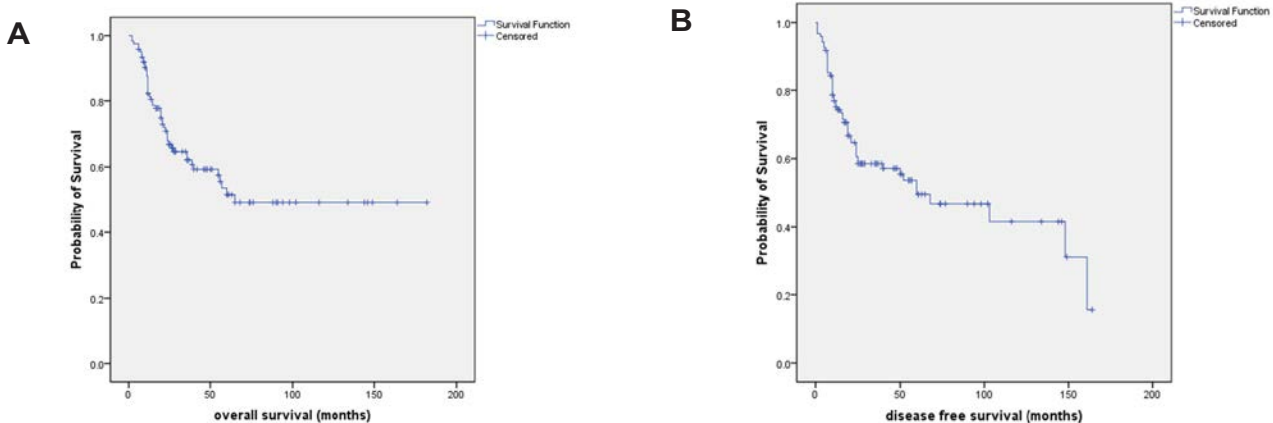 A
Survival Function
Censored
Probability of Survival
1.0
0.8
0.6
0.4
0.2
0.0
0 50 100 150 200
overall survival (months)
B
Survival Function
Censored
Probability of Survival
1.0
0.8
0.6
0.4
0.2
0.0
0 50 100 150 200
disease free survival (months)